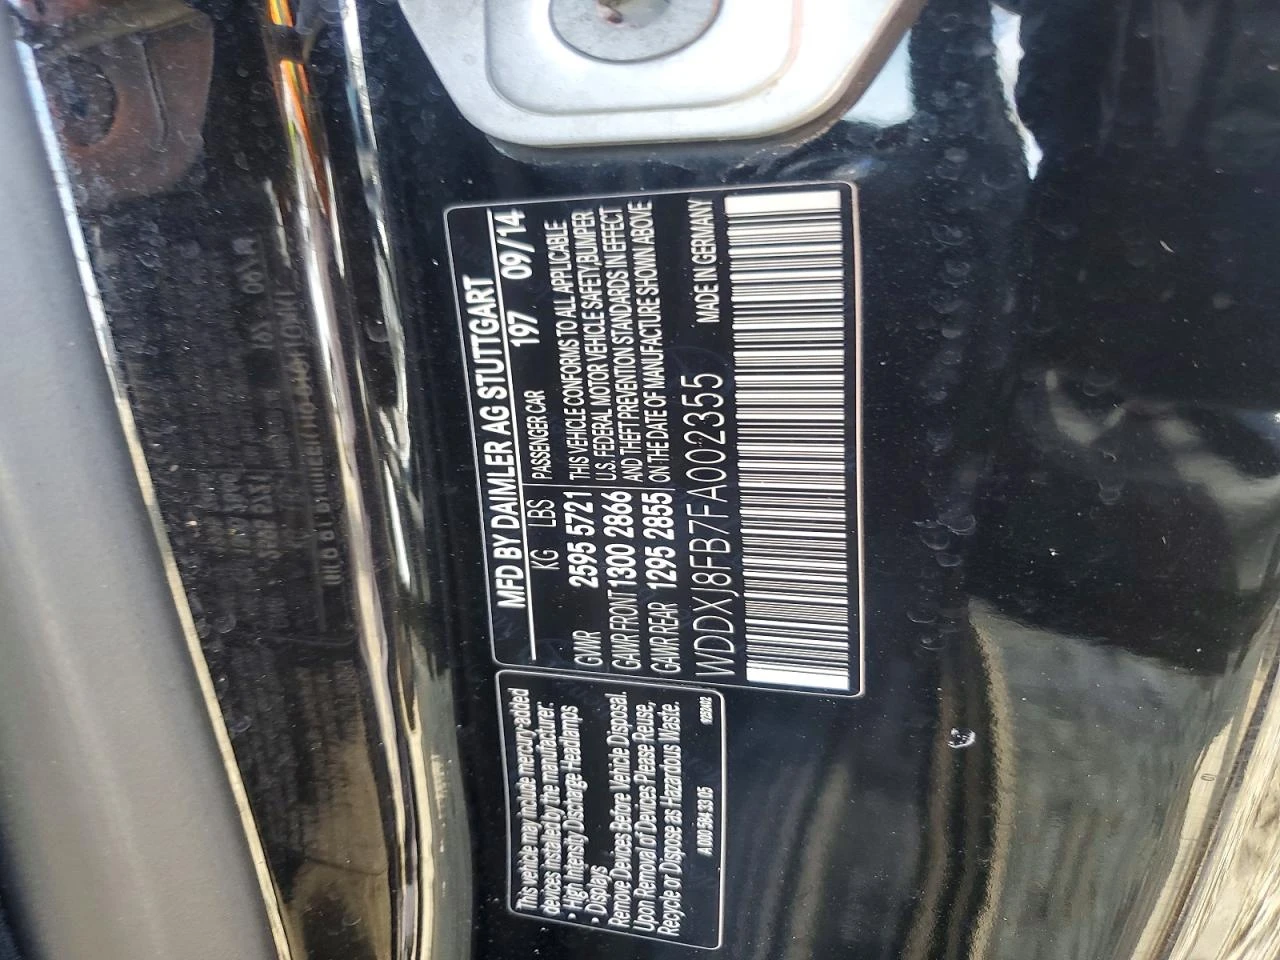 MFD BY DAIMLER AG STUTTGART
KG LBS PASSENGER CAR 197 09/14
GVWR 2595 5721
GAWR FRONT 1300 2866
GAWR REAR 1295 2855
THIS VEHICLE CONFORMS TO ALL APPLICABLE
U.S. FEDERAL MOTOR VEHICLE SAFETY,BUMPER
AND THEFT PREVENTION STANDARDS IN EFFECT
ON THE DATE OF MANUFACTURE SHOWN ABOVE
MADE IN GERMANY
WDDXJ8FB7FA002355
This vehicle may include mercury-added
devices installed by the manufacturer:
• High Intensity Discharge Headlamps
• Displays
Remove Devices Before Vehicle Disposal.
Upon Removal of Devices Please Reuse,
Recycle or Dispose as Hazardous Waste.
A 000 584 33 05